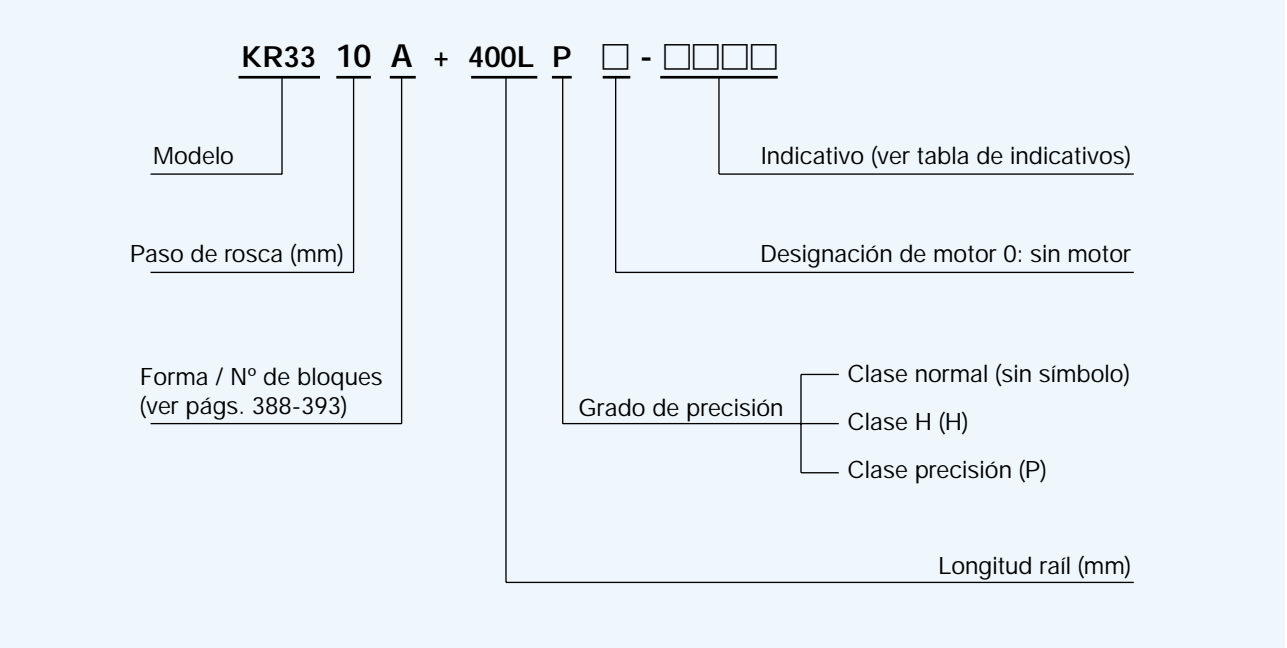 KR33 10 A + 400L P □ - □□□□
Modelo
Indicativo (ver tabla de indicativos)
Paso de rosca (mm)
Designación de motor 0: sin motor
Forma / Nº de bloques
(ver págs. 388-393)
Grado de precisión
Clase normal (sin símbolo)
Clase H (H)
Clase precisión (P)
Longitud raíl (mm)